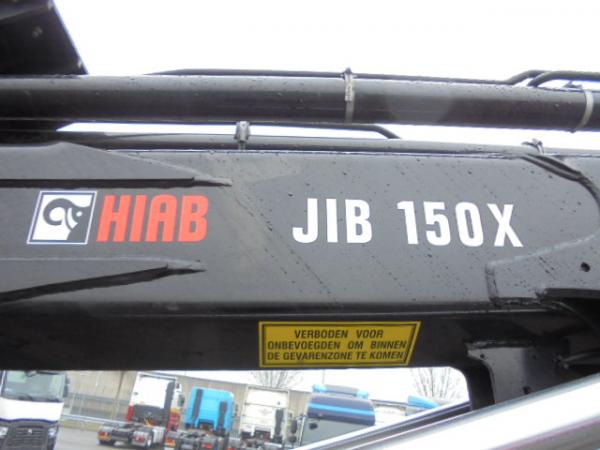 HIAB JIB 150X
VERBODEN VOOR
ONBEVOEGDEN OM BINNEN
DE GEVARENZONE TE KOMEN